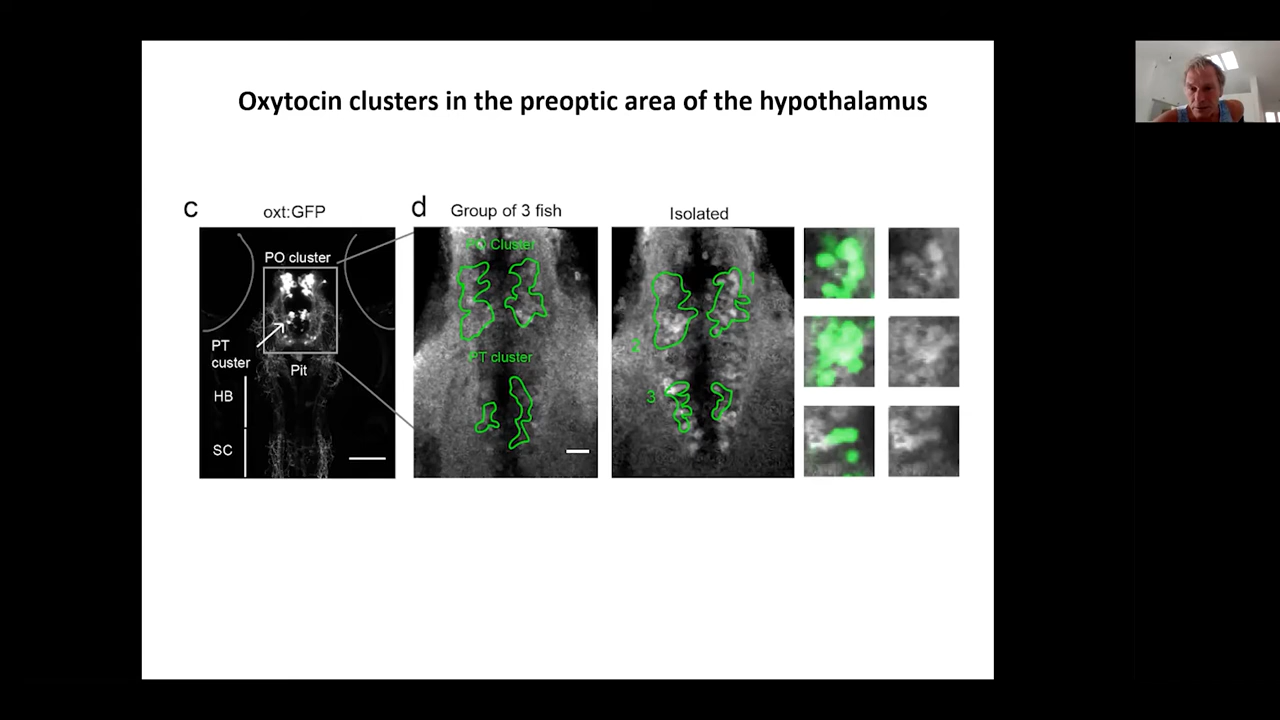 Oxytocin clusters in the preoptic area of the hypothalamus
c
oxt:GFP
PO cluster
PT
custer
Pit
HB
SC
d
Group of 3 fish
PO Cluster
PT cluster
Isolated
1
2
3